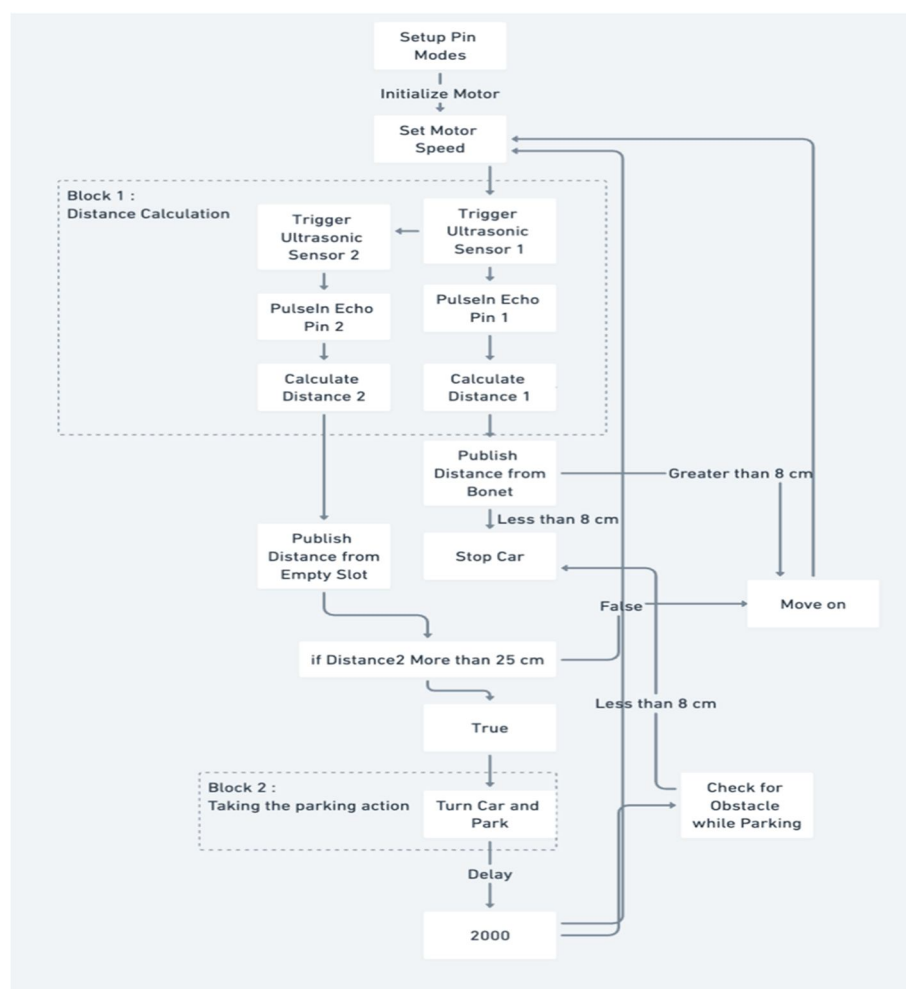 Setup Pin
Modes
Initialize Motor
Set Motor
Speed
Block 1 :
Distance Calculation
Trigger
Ultrasonic
Sensor 2
Trigger
Ultrasonic
Sensor 1
PulseIn Echo
Pin 2
PulseIn Echo
Pin 1
Calculate
Distance 2
Calculate
Distance 1
Publish
Distance from
Bonet
Greater than 8 cm
Less than 8 cm
Publish
Distance from
Empty Slot
Stop Car
False
Move on
if Distance2 More than 25 cm
Less than 8 cm
True
Block 2 :
Taking the parking action
Turn Car and
Park
Check for
Obstacle
while Parking
Delay
2000